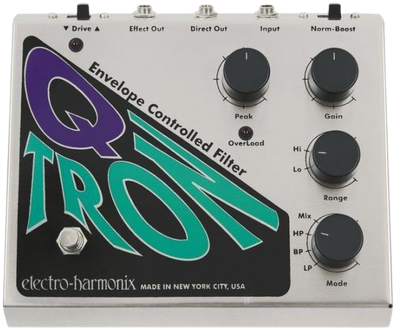 ▼ Drive ▲ Effect Out Direct Out Input Norm-Boost
Q
TRON
Envelope Controlled Filter
Peak
Gain
OverLoad
Hi
Lo
Range
Mix
HP
BP
LP
Mode
electro-harmonix MADE IN NEW YORK CITY, USA